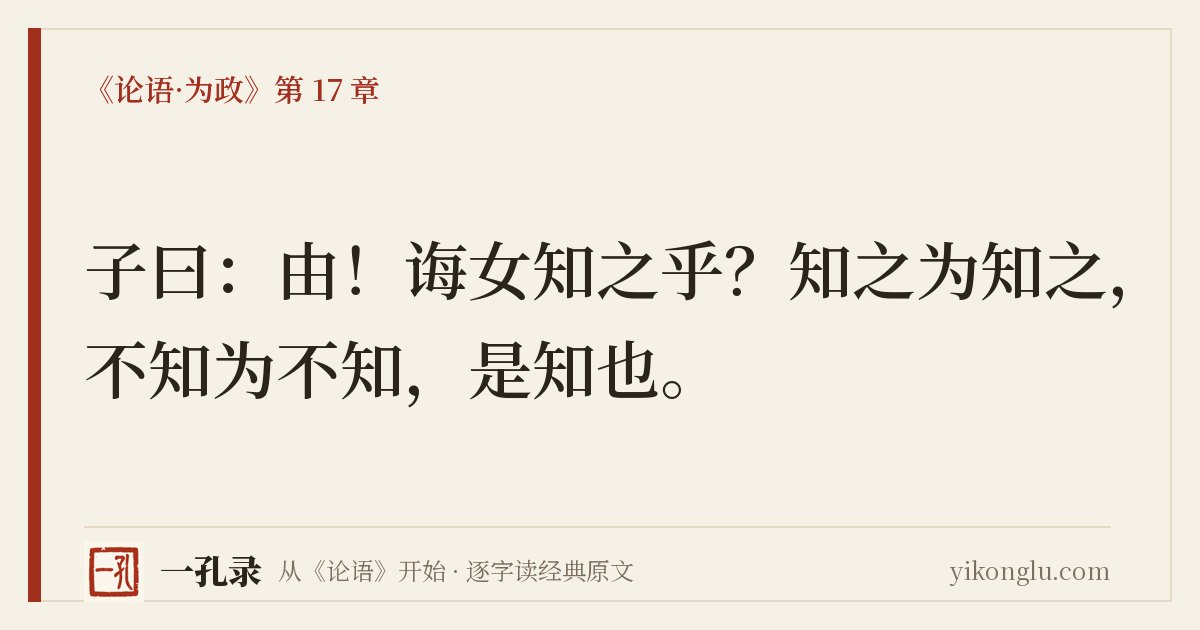 《论语·为政》第 17 章
子曰：由！诲女知之乎？知之为知之，
不知为不知，是知也。
一孔
一孔录 从《论语》开始 · 逐字读经典原文 yikonglu.com